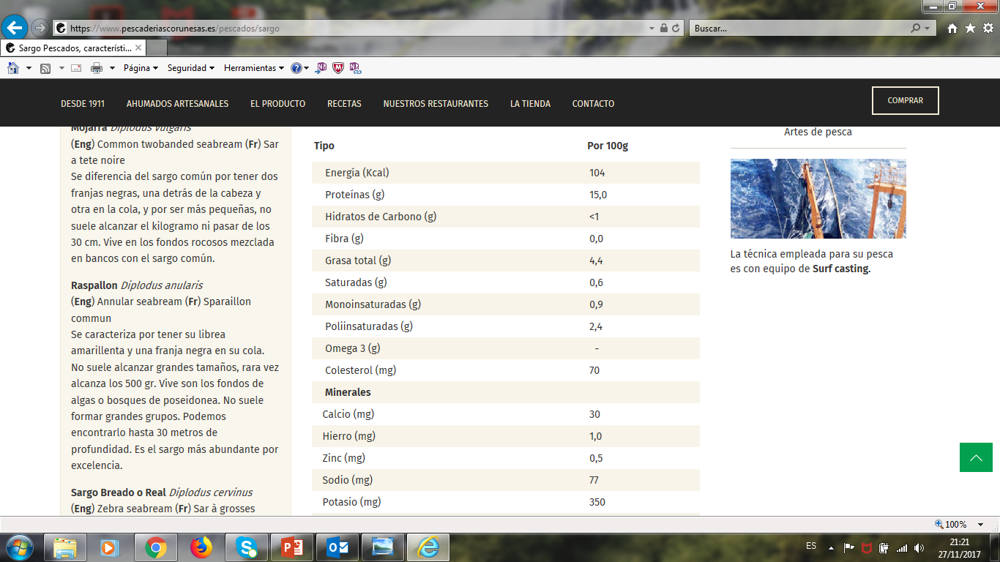 https://www.pescaderiascorunesas.es/pescados/sargo
Buscar...
Sargo Pescados, característi...
Página
Seguridad
Herramientas
DESDE 1911
AHUMADOS ARTESANALES
EL PRODUCTO
RECETAS
NUESTROS RESTAURANTES
LA TIENDA
CONTACTO
COMPRAR
Mojarra Diplodus vulgaris
(Eng) Common twobanded seabream (Fr) Sar
a tete noire
Se diferencia del sargo común por tener dos
franjas negras, una detrás de la cabeza y
otra en la cola, y por ser más pequeñas, no
suele alcanzar el kilogramo ni pasar de los
30 cm. Vive en los fondos rocosos mezclada
en bancos con el sargo común.
Raspallon Diplodus anularis
(Eng) Annular seabream (Fr) Sparaillon
commun
Se caracteriza por tener su librea
amarillenta y una franja negra en su cola.
No suele alcanzar grandes tamaños, rara vez
alcanza los 500 gr. Vive son los fondos de
algas o bosques de poseidonea. No suele
formar grandes grupos. Podemos
encontrarlo hasta 30 metros de
profundidad. Es el sargo más abundante por
excelencia.
Sargo Breado o Real Diplodus cervinus
(Eng) Zebra seabream (Fr) Sar à grosses
Tipo Por 100g
Energía (Kcal) 104
Proteínas (g) 15,0
Hidratos de Carbono (g) <1
Fibra (g) 0,0
Grasa total (g) 4,4
Saturadas (g) 0,6
Monoinsaturadas (g) 0,9
Poliinsaturadas (g) 2,4
Omega 3 (g) -
Colesterol (mg) 70
Minerales
Calcio (mg) 30
Hierro (mg) 1,0
Zinc (mg) 0,5
Sodio (mg) 77
Potasio (mg) 350
Artes de pesca
La técnica empleada para su pesca
es con equipo de Surf casting.
100%
ES
21:21
27/11/2017